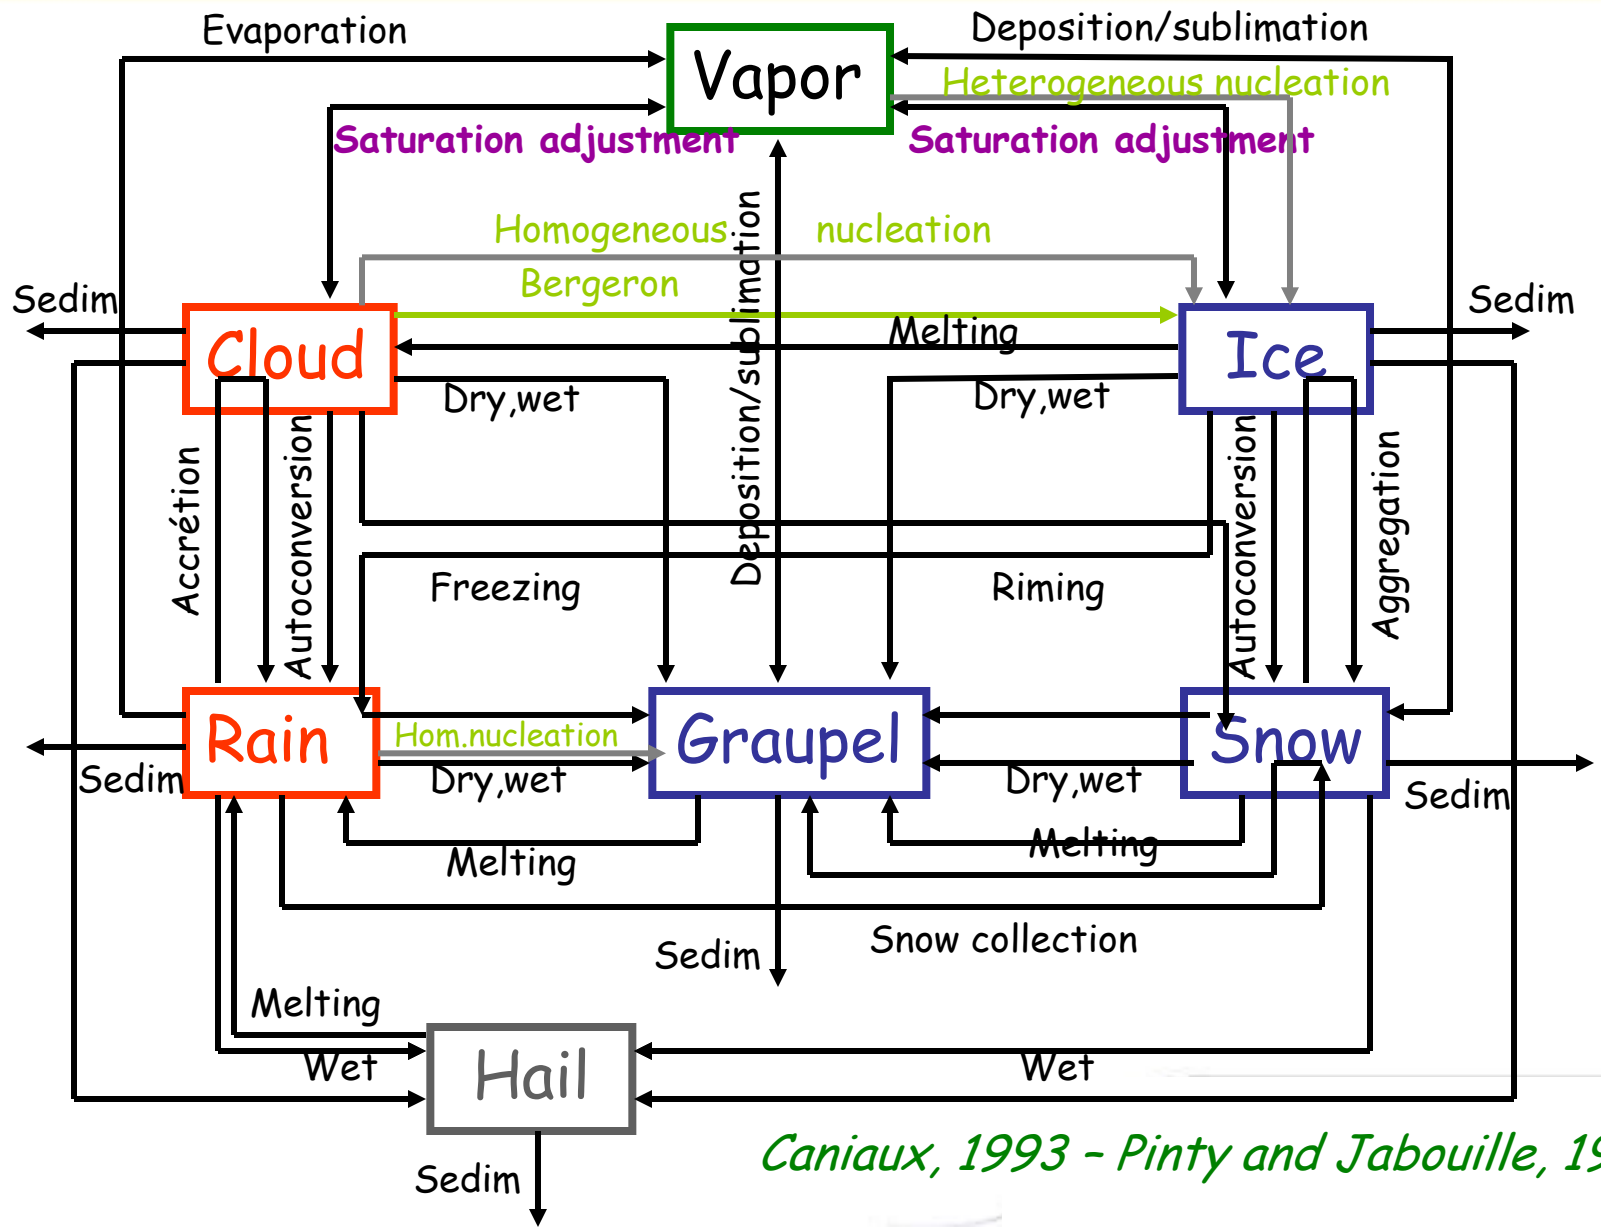 Evaporation
Deposition/sublimation
Vapor
Heterogeneous nucleation
Saturation adjustment
Saturation adjustment
Homogeneous nucleation
Deposition/sublimation
Bergeron
Sedim
Sedim
Cloud
Melting
Ice
Dry,wet
Dry,wet
Accrétion
Autoconversion
Autoconversion
Aggregation
Freezing
Riming
Rain
Hom.nucleation
Graupel
Snow
Sedim
Dry,wet
Dry,wet
Sedim
Melting
Melting
Snow collection
Sedim
Melting
Wet
Hail
Wet
Caniaux, 1993 – Pinty and Jabouille, 19
Sedim